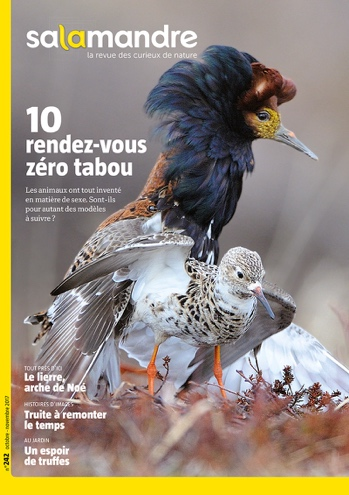 salamandre
la revue des curieux de nature
10
rendez-vous
zéro tabou
Les animaux ont tout inventé
en matière de sexe. Sont-ils
pour autant des modèles
à suivre ?
TOUT PRÈS D'ICI
Le lierre,
arche de Noé
HISTOIRES D'IMAGES
Truite à remonter
le temps
AU JARDIN
Un espoir
de truffes
n° 242 octobre - novembre 2017